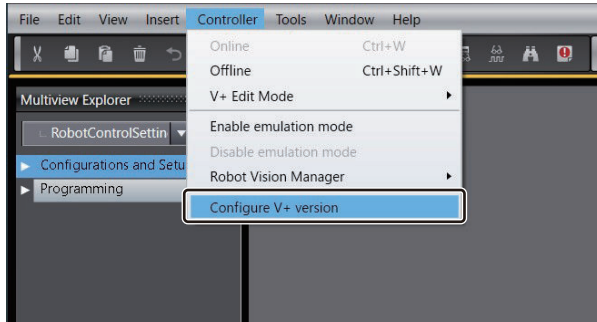 File Edit View Insert Controller Tools Window Help
Online Ctrl+W
Offline Ctrl+Shift+W
Multiview Explorer
V+ Edit Mode
RobotControlSettin
Enable emulation mode
Disable emulation mode
Configurations and Setu
Robot Vision Manager
Programming
Configure V+ version